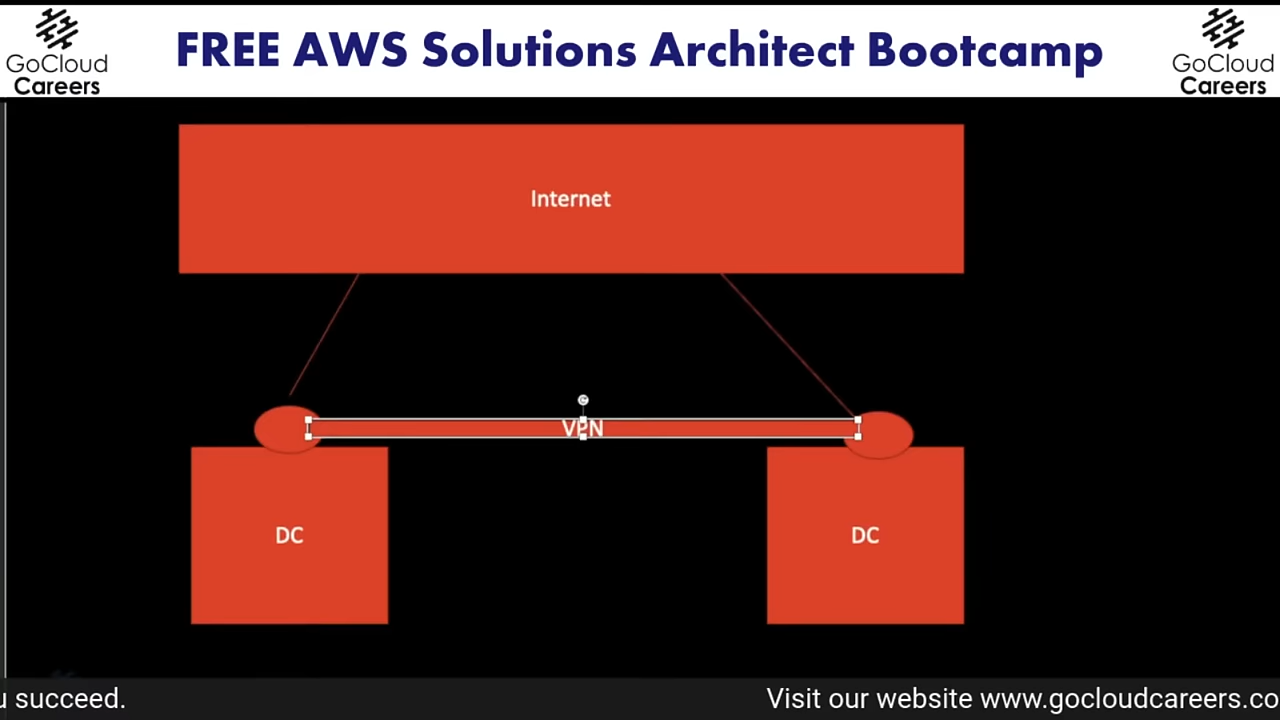 GoCloud
Careers
FREE AWS Solutions Architect Bootcamp
GoCloud
Careers
Internet
VPN
DC
DC
u succeed.
Visit our website www.gocloudcareers.co